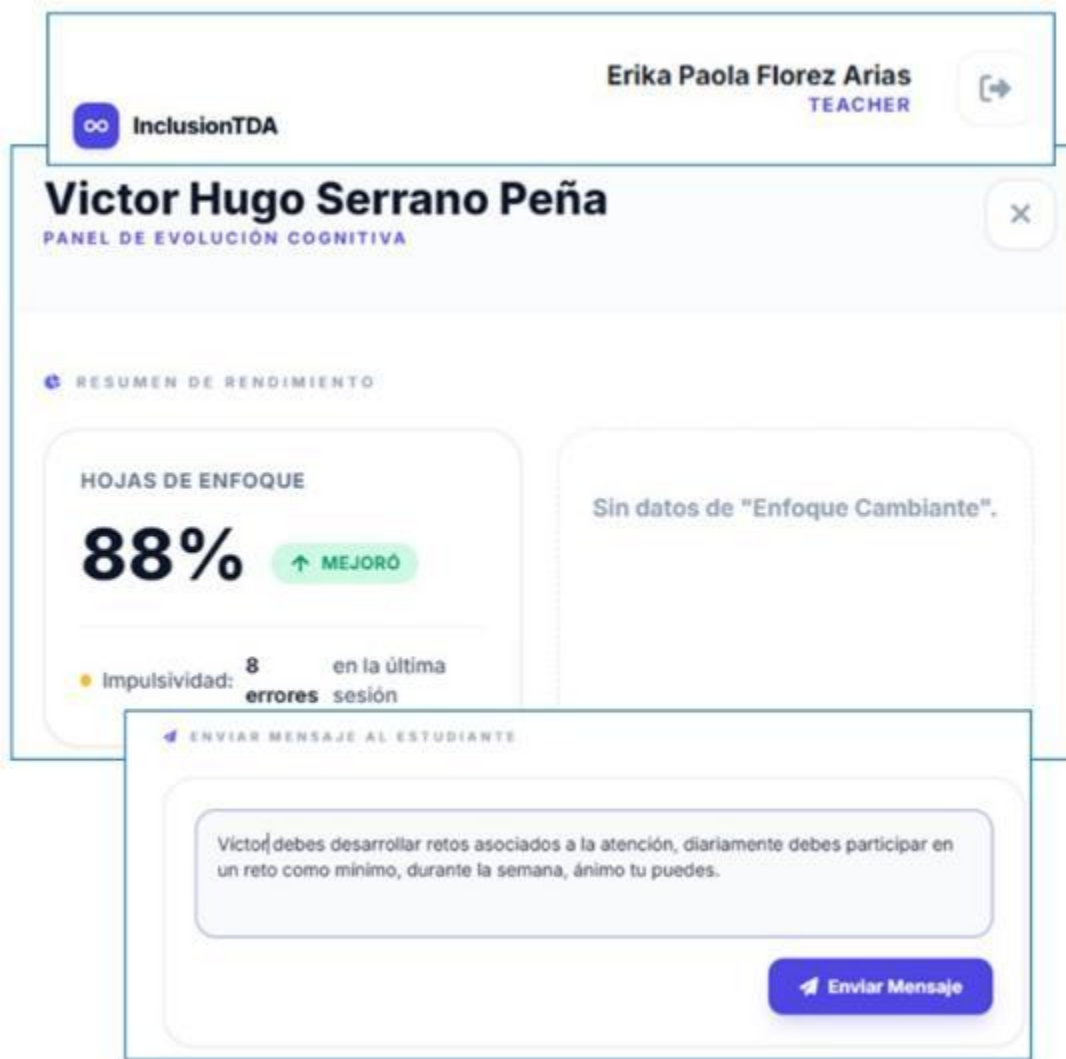 Erika Paola Florez Arias
TEACHER
InclusionTDA
Victor Hugo Serrano Peña
PANEL DE EVOLUCIÓN COGNITIVA
RESUMEN DE RENDIMIENTO
HOJAS DE ENFOQUE
88%
MEJORÓ
Impulsividad: 8 errores en la última sesión
Sin datos de "Enfoque Cambiante".
ENVIAR MENSAJE AL ESTUDIANTE
Víctor debes desarrollar retos asociados a la atención, diariamente debes participar en
un reto como mínimo, durante la semana, ánimo tu puedes.
Enviar Mensaje